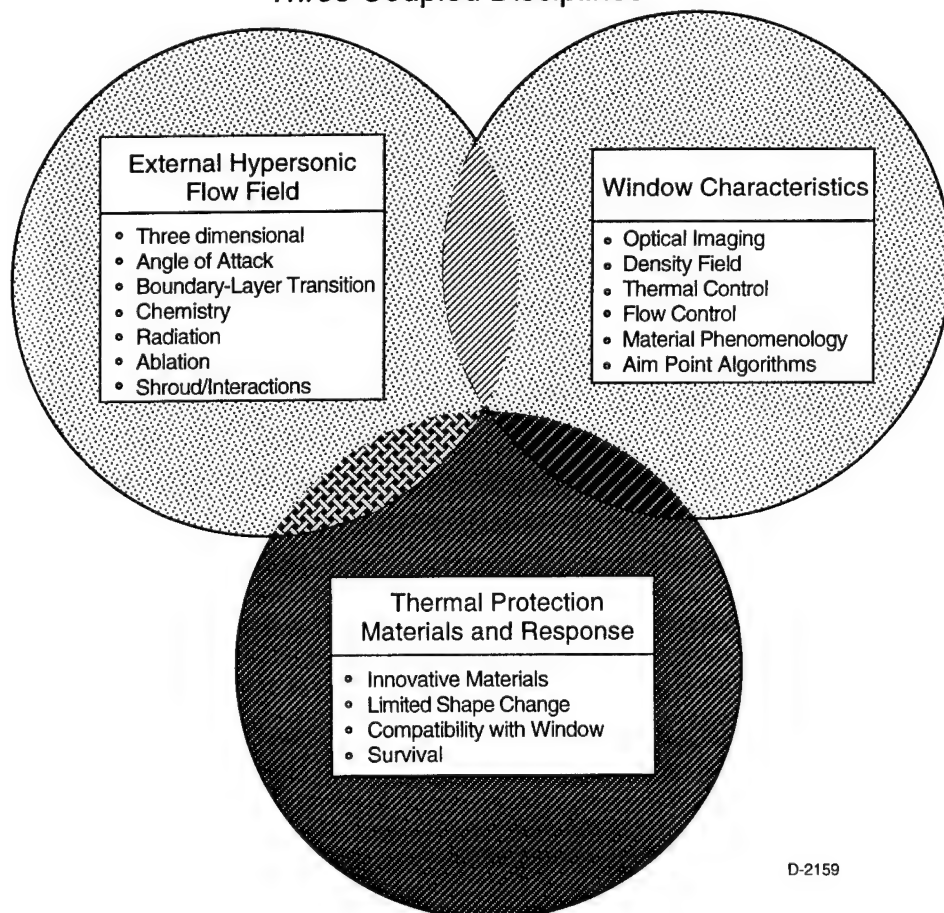 Three Coupled Disciplines
External Hypersonic
Flow Field
• Three dimensional
• Angle of Attack
• Boundary-Layer Transition
• Chemistry
• Radiation
• Ablation
• Shroud/Interactions
Window Characteristics
• Optical Imaging
• Density Field
• Thermal Control
• Flow Control
• Material Phenomenology
• Aim Point Algorithms
Thermal Protection
Materials and Response
• Innovative Materials
• Limited Shape Change
• Compatibility with Window
• Survival
D-2159